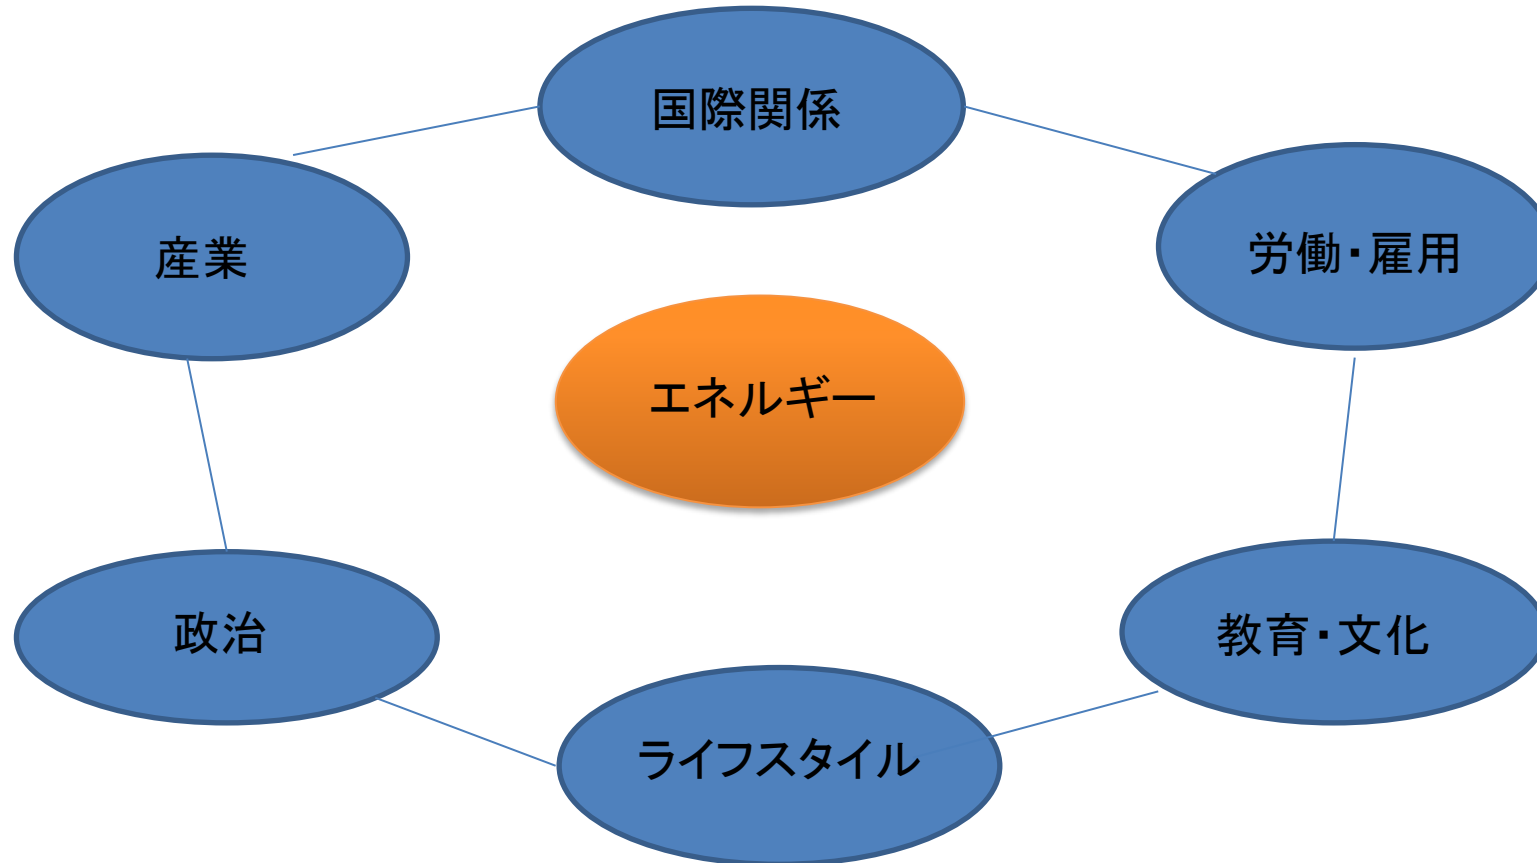 国際関係
産業
労働・雇用
エネルギー
政治
教育・文化
ライフスタイル